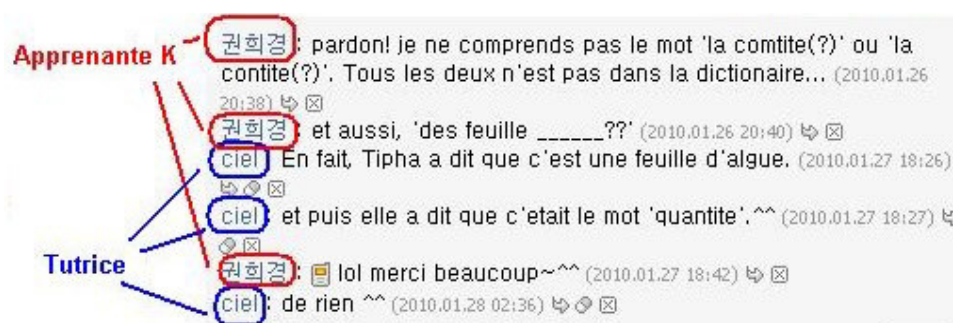 권희경: pardon! je ne comprends pas le mot 'la comtite(?)' ou 'la
Apprenante K
contite(?)'. Tous les deux n'est pas dans la dictionaire... (2010.01.26
20:38)
권희경: et aussi, 'des feuille ______??' (2010.01.26 20:40)
ciel: En fait, Tipha a dit que c'est une feuille d'algue. (2010.01.27 18:26)
ciel: et puis elle a dit que c'etait le mot 'quantite'.^^ (2010.01.27 18:27)
Tutrice
권희경: lol merci beaucoup~^^ (2010.01.27 18:42)
ciel: de rien ^^ (2010.01.28 02:36)